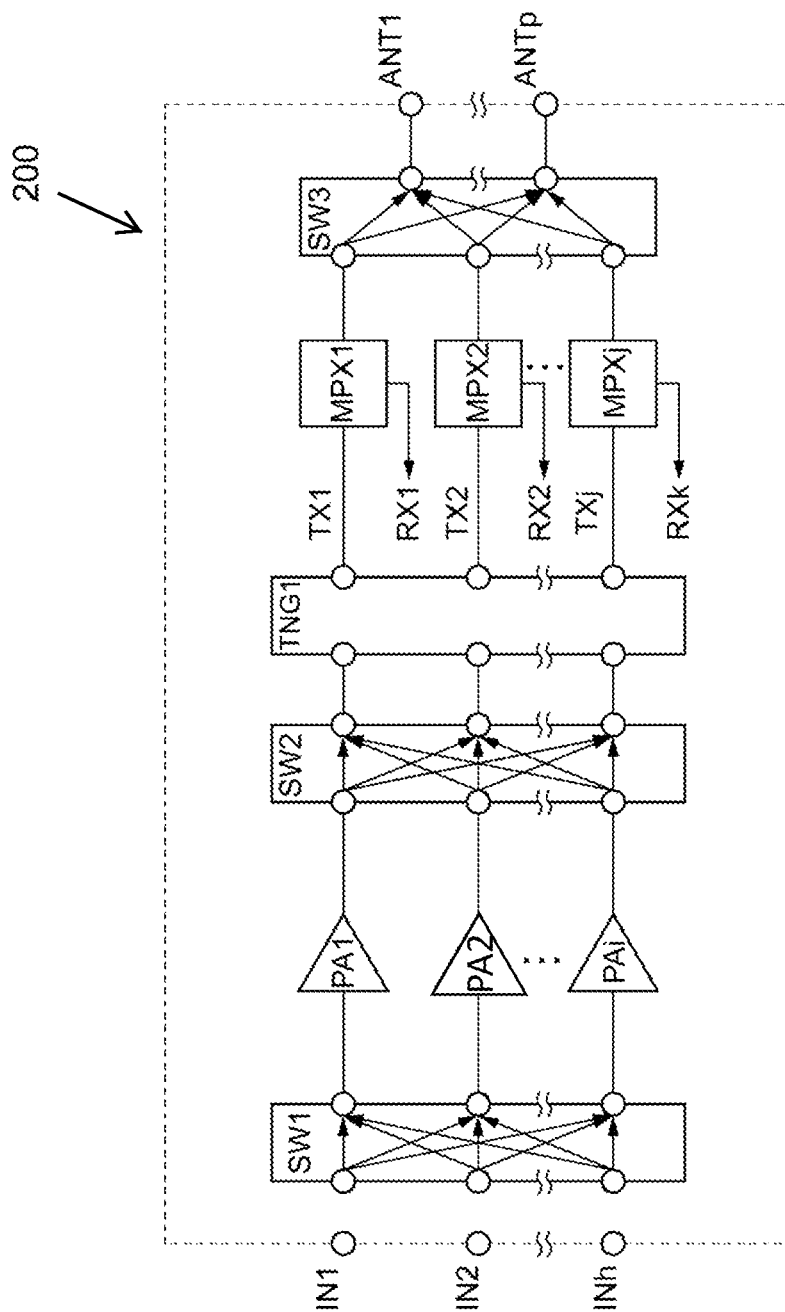 200
IN1
IN2
INh
SW1
PA1
PA2
PAi
SW2
TNG1
TX1
RX1
TX2
RX2
TXj
RXk
MPX1
MPX2
MPXj
SW3
ANT1
ANTp